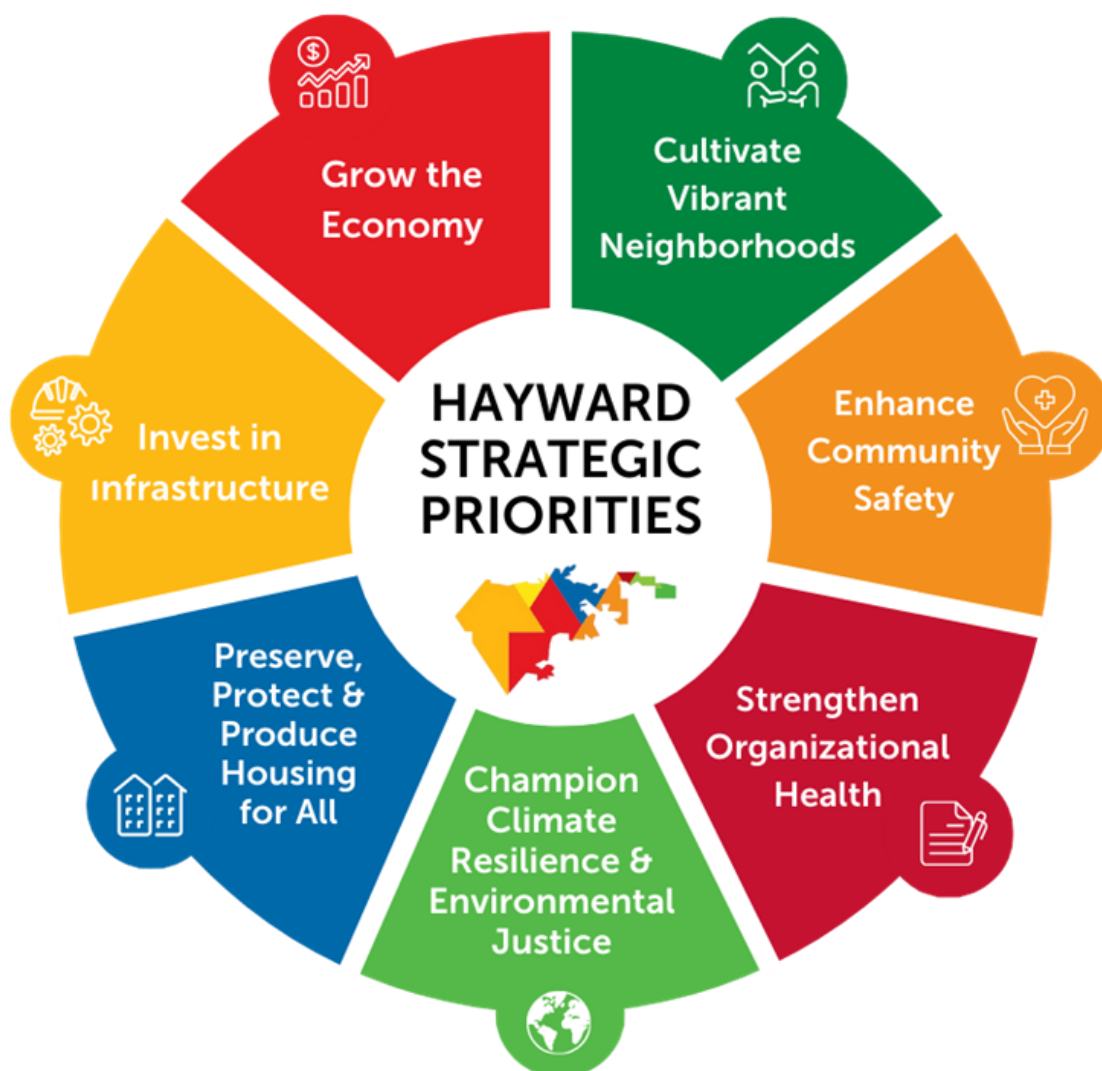 HAYWARD
STRATEGIC
PRIORITIES
Grow the
Economy
Cultivate
Vibrant
Neighborhoods
Enhance
Community
Safety
Strengthen
Organizational
Health
Champion
Climate
Resilience &
Environmental
Justice
Preserve,
Protect &
Produce
Housing
for All
Invest in
Infrastructure
$